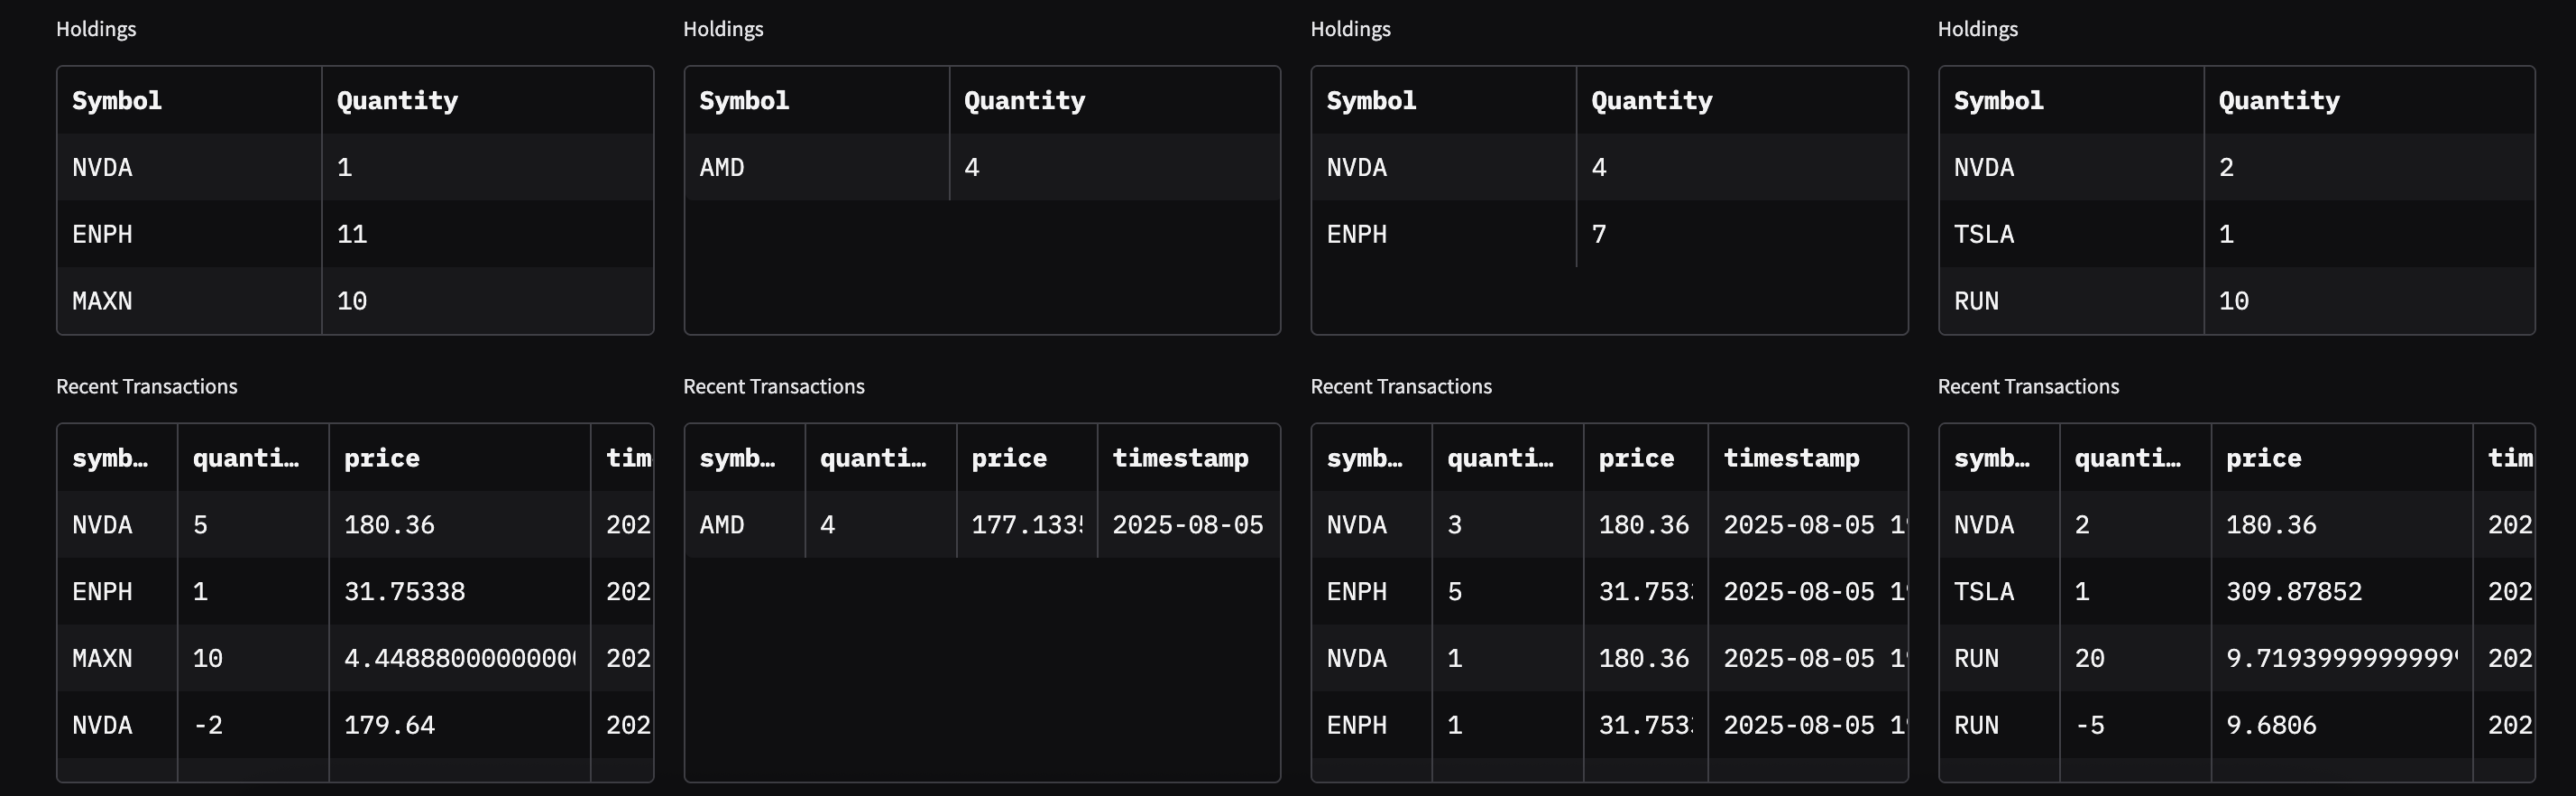 Holdings Holdings Holdings Holdings
Symbol Quantity Symbol Quantity Symbol Quantity Symbol Quantity
NVDA 1 AMD 4 NVDA 4 NVDA 2
ENPH 11 ENPH 7 TSLA 1
MAXN 10 RUN 10
Recent Transactions Recent Transactions Recent Transactions Recent Transactions
symb… quanti… price tim symb… quanti… price timestamp symb… quanti… price timestamp symb… quanti… price tim
NVDA 5 180.36 202 AMD 4 177.133 2025-08-05 NVDA 3 180.36 2025-08-05 1 NVDA 2 180.36 202
ENPH 1 31.75338 202 ENPH 5 31.753 2025-08-05 1 TSLA 1 309.87852 202
MAXN 10 4.4488800000000 202 NVDA 1 180.36 2025-08-05 1 RUN 20 9.7193999999999 202
NVDA -2 179.64 202 ENPH 1 31.753 2025-08-05 1 RUN -5 9.6806 202